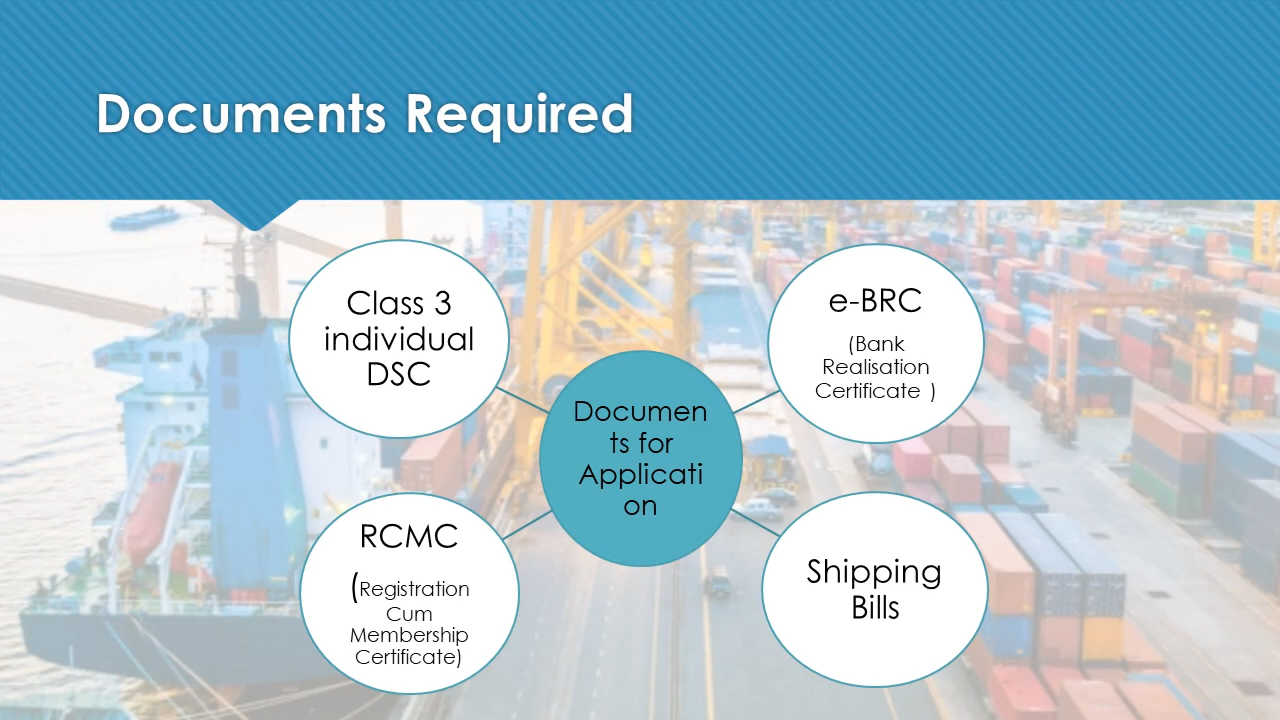 Documents Required
Class 3
individual
DSC
e-BRC
(Bank
Realisation
Certificate )
Documen
ts for
Applicati
on
RCMC
(Registration
Cum
Membership
Certificate)
Shipping
Bills